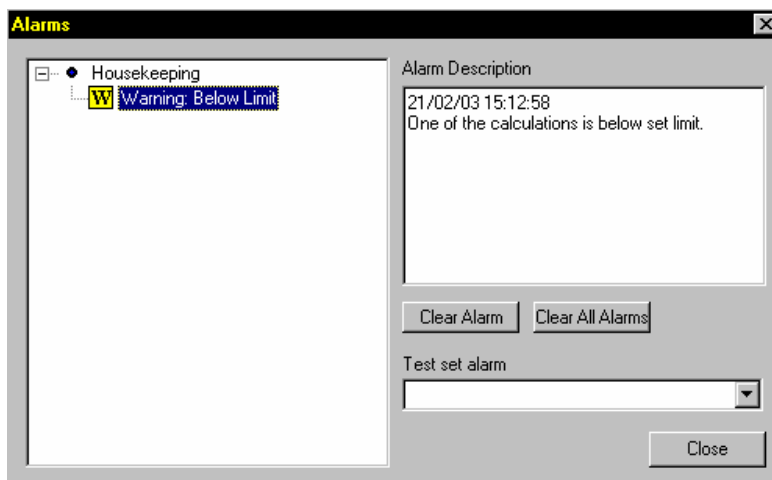 Alarms
Housekeeping
W Warning: Below Limit
Alarm Description
21/02/03 15:12:58
One of the calculations is below set limit.
Clear Alarm
Clear All Alarms
Test set alarm
Close